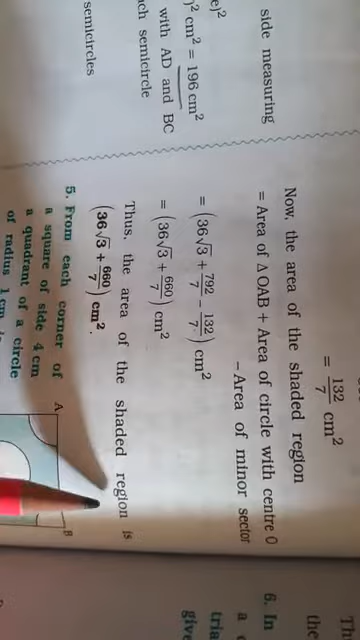 side measuring
e)²
)² cm² = 196 cm²
with AD and BC
ch semicircle
semicircles
= 132/7 cm²
Now, the area of the shaded region
= Area of Δ OAB + Area of circle with centre O
– Area of minor sector
= (36√3 + 792/7 – 132/7) cm²
= (36√3 + 660/7) cm²
Thus, the area of the shaded region is
(36√3 + 660/7) cm².
5. From each corner of
a square of side 4 cm
a quadrant of a circle
of radius 1 cm
A
B
Th
the
6. In
a c
tria
give